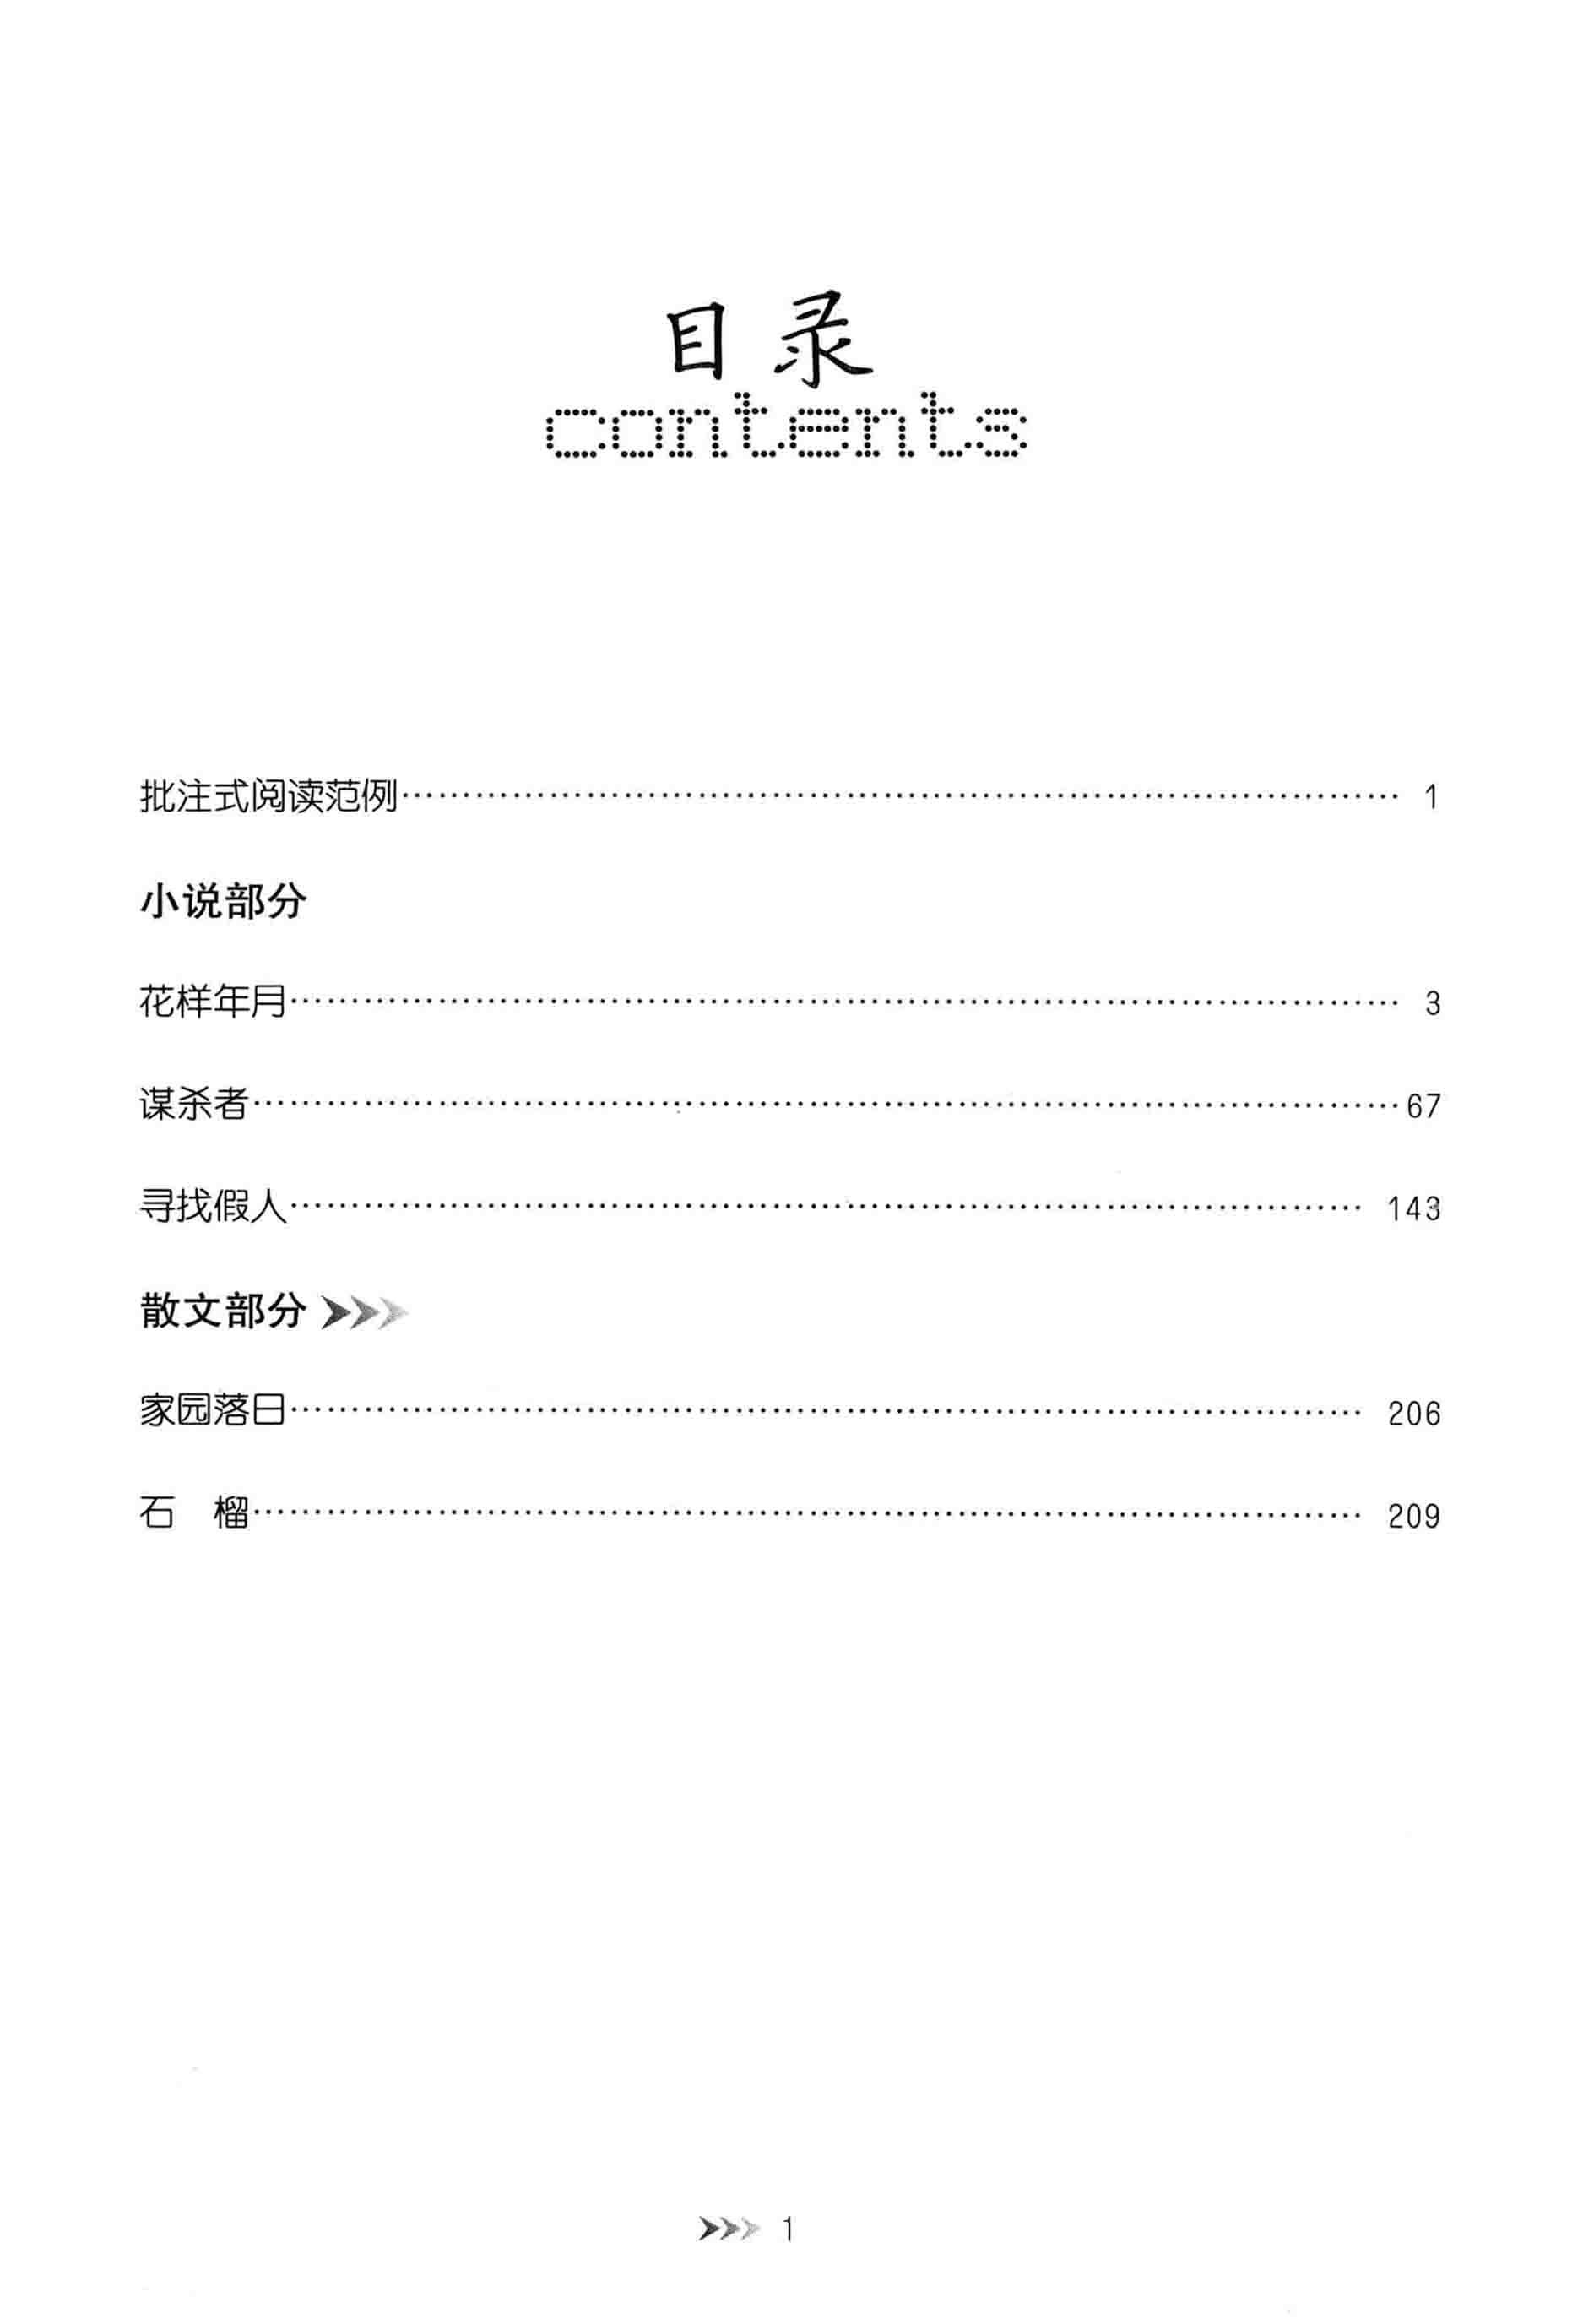 目录
contents
批注式阅读范例…………………………………………………………………… 1
小说部分
花样年月…………………………………………………………………… 3
谋杀者…………………………………………………………………… 67
寻找假人…………………………………………………………………… 143
散文部分
家园落日…………………………………………………………………… 206
石 榴…………………………………………………………………… 209
1